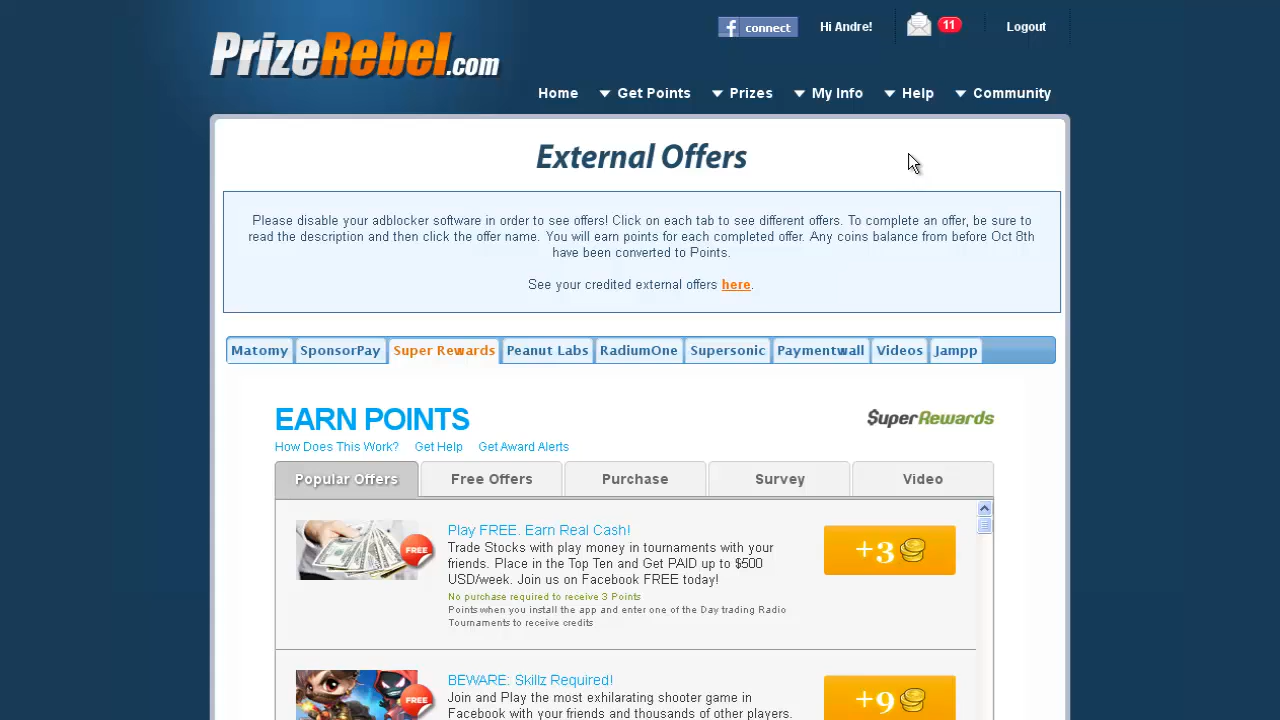 connect
Hi Andre!
11
Logout
PrizeRebel.com
Home
Get Points
Prizes
My Info
Help
Community
External Offers
Please disable your adblocker software in order to see offers! Click on each tab to see different offers. To complete an offer, be sure to
read the description and then click the offer name. You will earn points for each completed offer. Any coins balance from before Oct 8th
have been converted to Points.
See your credited external offers here.
Matomy
SponsorPay
Super Rewards
Peanut Labs
RadiumOne
Supersonic
Paymentwall
Videos
Jampp
EARN POINTS
$uperRewards
How Does This Work?
Get Help
Get Award Alerts
Popular Offers
Free Offers
Purchase
Survey
Video
FREE
Play FREE. Earn Real Cash!
Trade Stocks with play money in tournaments with your
friends. Place in the Top Ten and Get PAID up to $500
USD/week. Join us on Facebook FREE today!
No purchase required to receive 3 Points
Points when you install the app and enter one of the Day trading Radio
Tournaments to receive credits
+3
FREE
BEWARE: Skillz Required!
Join and Play the most exhilarating shooter game in
Facebook with your friends and thousands of other players.
+9